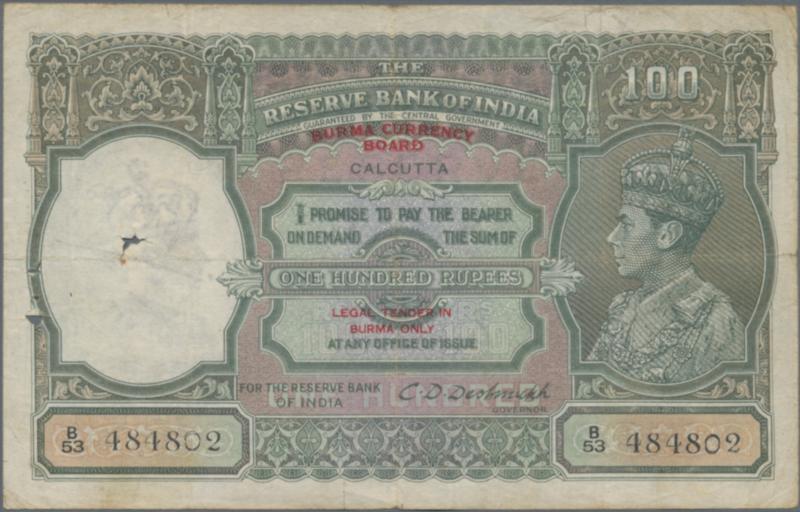 THE
100
RESERVE BANK OF INDIA
GUARANTEED BY THE CENTRAL GOVERNMENT
BURMA CURRENCY
BOARD
CALCUTTA
I PROMISE TO PAY THE BEARER
ON DEMAND THE SUM OF
ONE HUNDRED RUPEES
LEGAL TENDER IN
BURMA ONLY
AT ANY OFFICE OF ISSUE
FOR THE RESERVE BANK
OF INDIA
C. D. Deshmukh
GOVERNOR
B/53 484802
B/53 484802